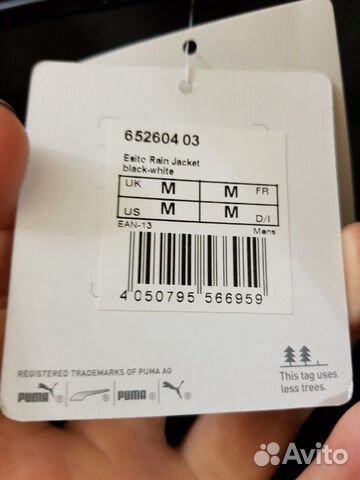 652604 03
Esito Rain Jacket
black-white
UK M M FR
US M M D/I
EAN-13 Mens
4 050795 566959
REGISTERED TRADEMARKS OF PUMA AG
PUMA ® ® PUMA ® ®
This tag uses
less trees.
Avito